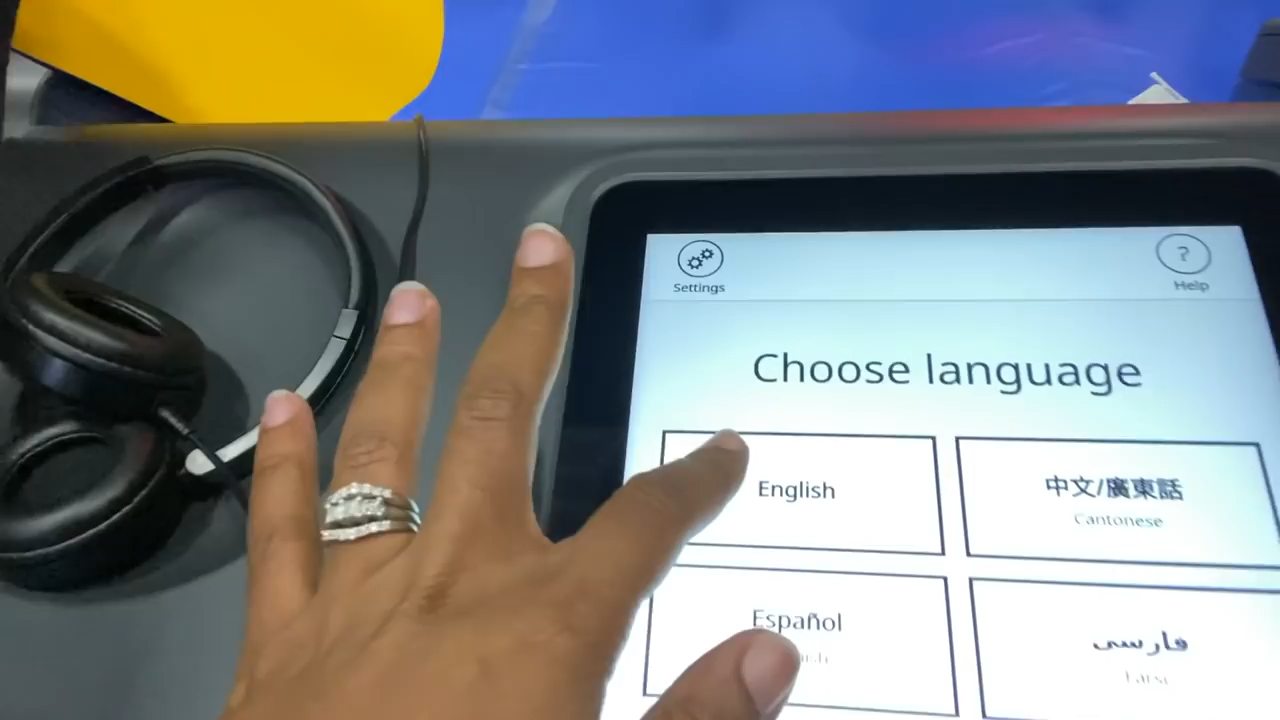 Settings
Help
Choose language
English
中文/廣東話
Cantonese
Español
فارسی
Farsi